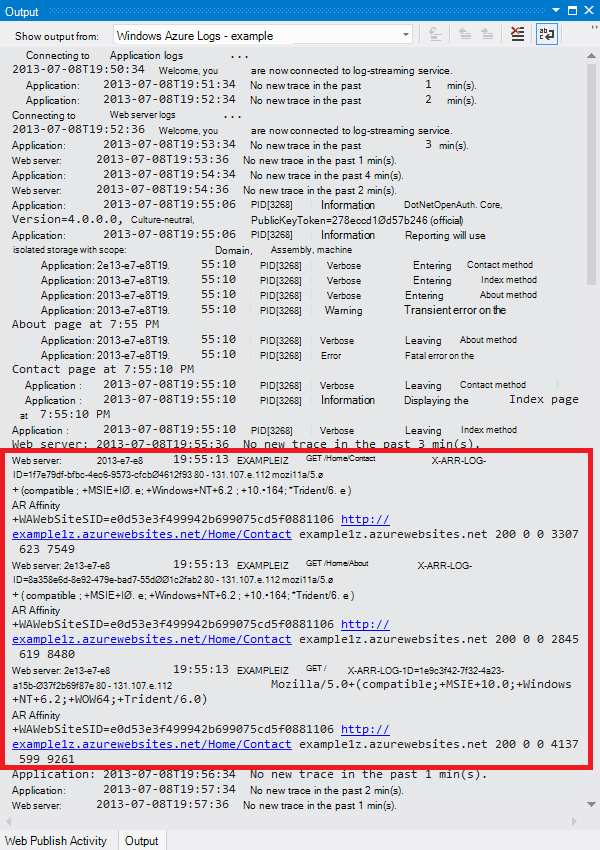 Output
Show output from: Windows Azure Logs - example
Connecting to Application logs ...
2013-07-08T19:50:34 Welcome, you are now connected to log-streaming service.
Application: 2013-07-08T19:51:34 No new trace in the past 1 min(s).
Application: 2013-07-08T19:52:34 No new trace in the past 2 min(s).
Connecting to Web server logs ...
2013-07-08T19:52:36 Welcome, you are now connected to log-streaming service.
Application: 2013-07-08T19:53:34 No new trace in the past 3 min(s).
Web server: 2013-07-08T19:53:36 No new trace in the past 1 min(s).
Application: 2013-07-08T19:54:34 No new trace in the past 4 min(s).
Web server: 2013-07-08T19:54:36 No new trace in the past 2 min(s).
Application: 2013-07-08T19:55:06 PID[3268] Information DotNetOpenAuth. Core,
Version=4.0.0.0, Culture-neutral, PublicKeyToken=278eccd1Ød57b246 (official)
Application: 2013-07-08T19:55:06 PID[3268] Information Reporting will use
isolated storage with scope: Domain, Assembly, machine
Application: 2e13-e7-e8T19. 55:10 PID[3268] Verbose Entering Contact method
Application: 2013-e7-e8T19. 55:10 PID[3268] Verbose Entering Index method
Application: 2013-e7-e8T19. 55:10 PID[3268] Verbose Entering About method
Application: 2013-e7-e8T19. 55:10 PID[3268] Warning Transient error on the
About page at 7:55 PM
Application: 2013-e7-e8T19. 55:10 PID[3268] Verbose Leaving About method
Application: 2013-e7-e8T19. 55:10 PID[3268] Error Fatal error on the
Contact page at 7:55:10 PM
Application : 2013-07-08T19:55:10 PID[3268] Verbose Leaving Contact method
Application : 2013-07-08T19:55:10 PID[3268] Information Displaying the Index page
at 7:55:10 PM
Application : 2013-07-08T19:55:10 PID[3268] Verbose Leaving Index method
Web server: 2013-07-08T19:55:36 No new trace in the past 3 min(s).
Web server: 2013-e7-e8 19:55:13 EXAMPLEIZ GET /Home/Contact X-ARR-LOG-
ID=1f7e79df-bfbc-4ec6-9573-cfcbØ4612f93 80 - 131.107.e.112 mozi11a/5.ø
+ (compatible ; +MSIE+IØ. e; +Windows+NT+6.2 ; +10.•164; *Trident/6. e )
AR Affinity
+WAWebSiteSID=e0d53e3f499942b699075cd5f0881106 http://
example1z.azurewebsites.net/Home/Contact example1z.azurewebsites.net 200 0 0 3307
623 7549
Web server: 2e13-e7-e8 19:55:13 EXAMPLEIZ GET /Home/About X-ARR-LOG-
ID=8a358e6d-8e92-479e-bad7-55dØØ1c2fab2 80 - 131.107.e.112 mozi11a/5.ø
+ ( compatible ; +MSIE+IØ. e; +Windows+NT+6.2 ; +10.•164; *Trident/6. e )
AR Affinity
+WAWebSiteSID=e0d53e3f499942b699075cd5f0881106 http://
example1z.azurewebsites.net/Home/Contact example1z.azurewebsites.net 200 0 0 2845
619 8480
Web server: 2e13-e7-e8 19:55:13 EXAMPLEIZ GET / X-ARR-LOG-1D=1e9c3f42-7f32-4a23-
a15b-Ø37f2b69f87e 80 - 131.107.e.112 Mozilla/5.0+(compatible;+MSIE+10.0;+Windows
+NT+6.2;+WOW64;+Trident/6.0)
AR Affinity
+WAWebSiteSID=e0d53e3f499942b699075cd5f0881106 http://
example1z.azurewebsites.net/Home/Contact example1z.azurewebsites.net 200 0 0 4137
599 9261
Application: 2013-07-08T19:56:34 No new trace in the past 1 min(s).
Application: 2013-07-08T19:57:34 No new trace in the past 2 min(s).
Web server: 2013-07-08T19:57:36 No new trace in the past 1 min(s).
Web Publish Activity Output